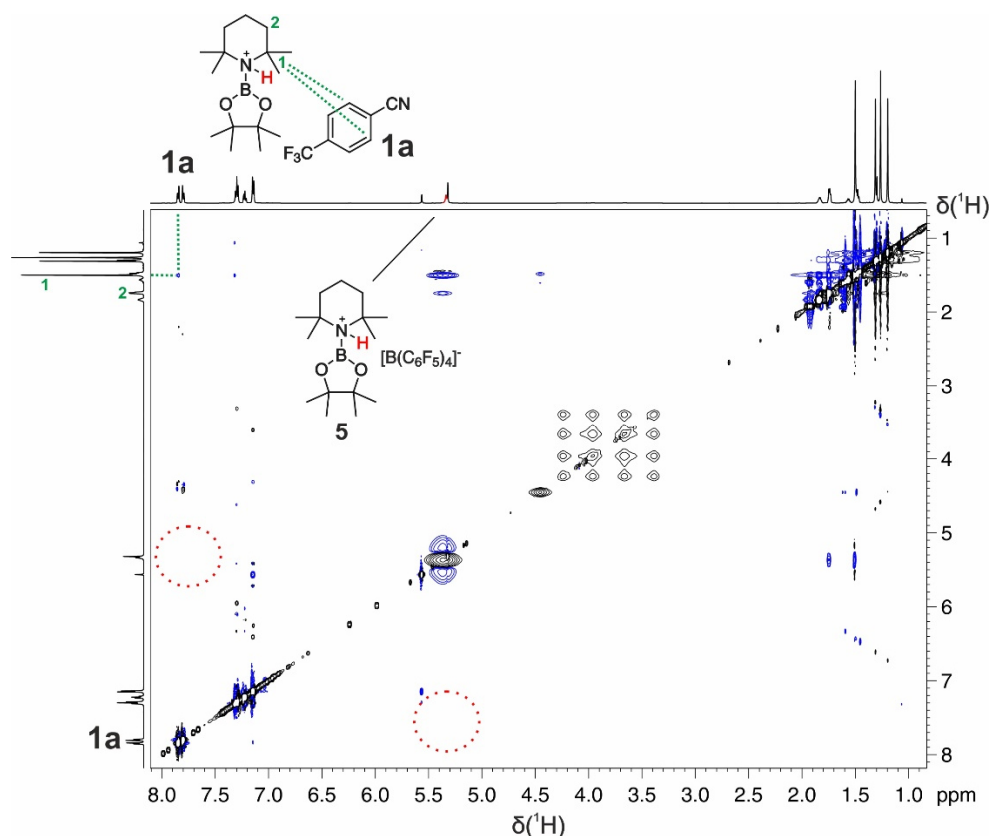 2
+
N
1
H
B
O O
CN
F₃C
1a
1a
δ(¹H)
1
2
3
4
5
6
7
8
1
2
1a
+
N
H
B
O O
[B(C₆F₅)₄]⁻
5
8.0 7.5 7.0 6.5 6.0 5.5 5.0 4.5 4.0 3.5 3.0 2.5 2.0 1.5 1.0 ppm
δ(¹H)